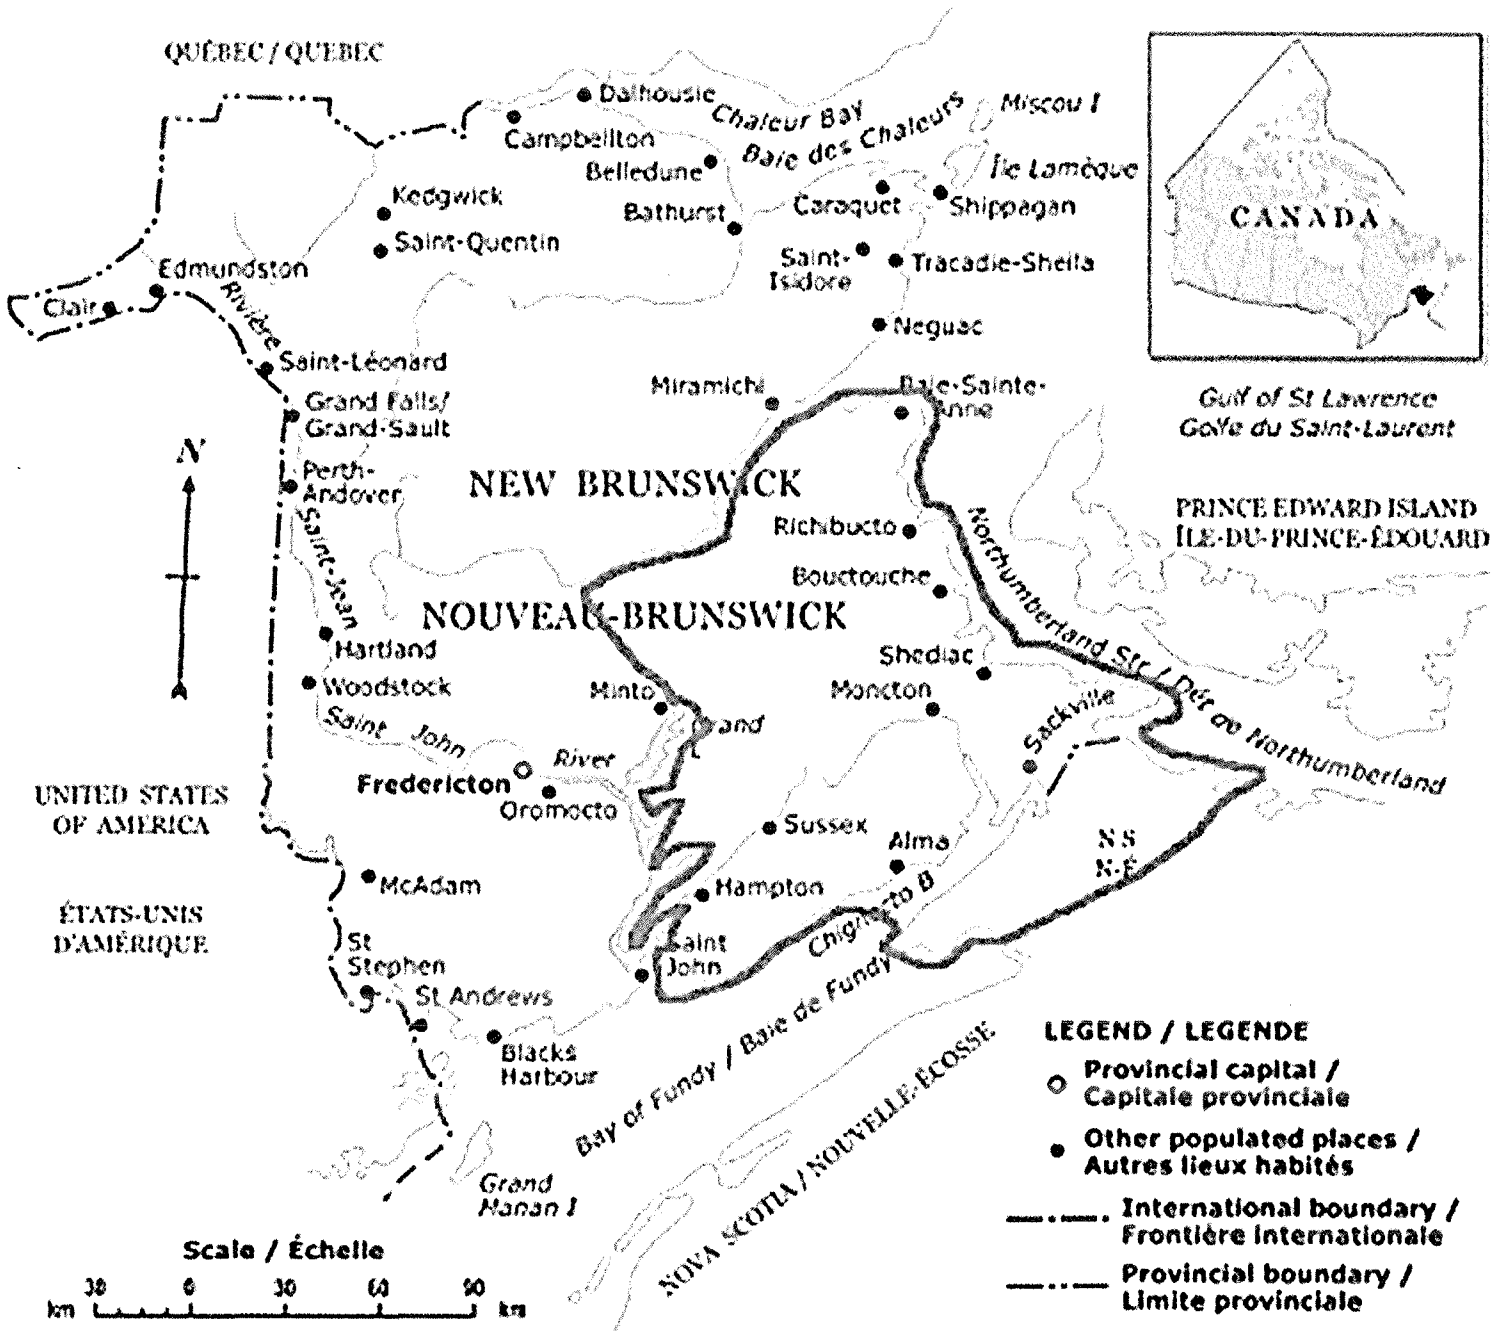 QUÉBEC / QUEBEC
Dalhousie
Campbellton
Chaleur Bay
Baie des Chaleurs
Miscou I
Belledune
Île Lamèque
Kedgwick
Caraquet
Shippagan
Bathurst
Saint-Quentin
Saint-
Isidore
Tracadie-Sheila
CANADA
Edmundston
Clair
Rivière
Neguac
Saint-Léonard
Miramichi
Baie-Sainte-
Anne
Grand Falls/
Grand-Sault
Gulf of St Lawrence
Golfe du Saint-Laurent
N
Perth-
Andover
NEW BRUNSWICK
Saint-Jean
Richibucto
PRINCE EDWARD ISLAND
ÎLE-DU-PRINCE-ÉDOUARD
Northumberland Str / Dét de Northumberland
Bouctouche
NOUVEAU-BRUNSWICK
Hartland
Shediac
Woodstock
Minto
Moncton
Grand
L
Sackville
Saint John River
Fredericton
Oromocto
UNITED STATES
OF AMERICA
Sussex
Alma
N S
N-É
McAdam
Hampton
Chignecto B
ÉTATS-UNIS
D'AMÉRIQUE
St
Stephen
Saint
John
St Andrews
Blacks
Harbour
Bay of Fundy / Baie de Fundy
NOVA SCOTIA / NOUVELLE-ÉCOSSE
Grand
Manan I
LEGEND / LEGENDE
Provincial capital /
Capitale provinciale
Other populated places /
Autres lieux habités
International boundary /
Frontière internationale
Provincial boundary /
Limite provinciale
Scale / Échelle
30 0 30 60 90
km km